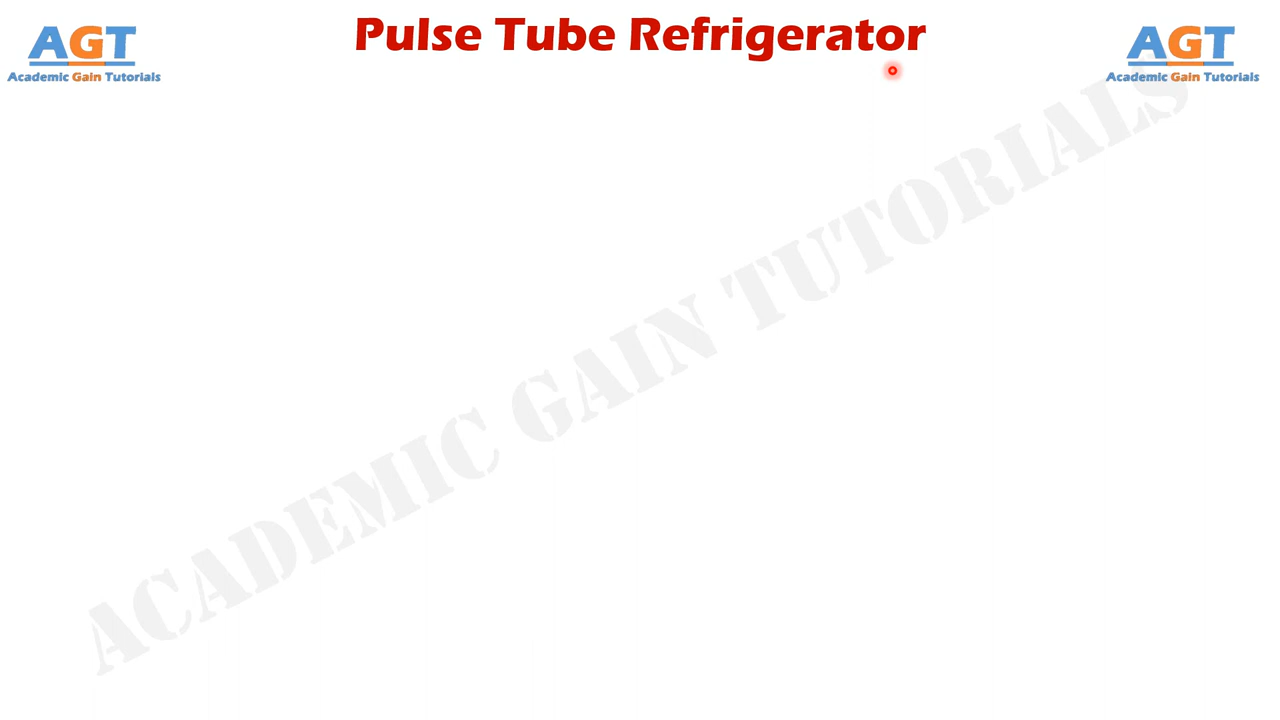 AGT
Academic Gain Tutorials
Pulse Tube Refrigerator
AGT
Academic Gain Tutorials
ACADEMIC GAIN TUTORIALS